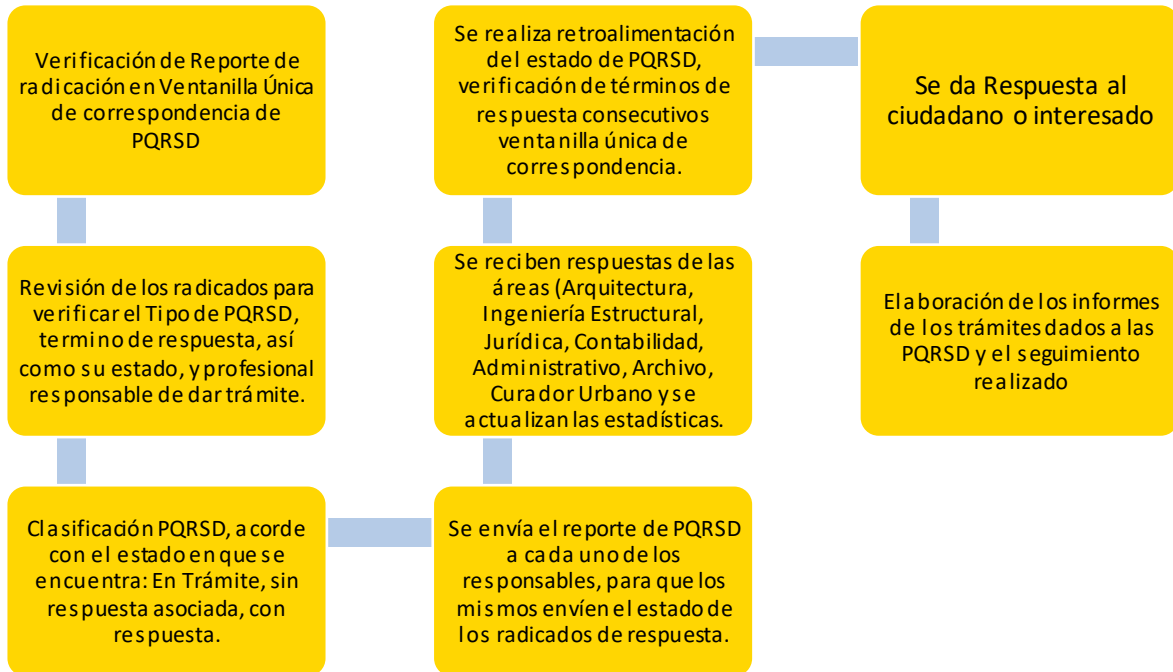 Verificación de Reporte de
radicación en Ventanilla Única
de correspondencia de
PQRSD
Revisión de los radicados para
verificar el Tipo de PQRSD,
termino de respuesta, así
como su estado, y profesional
responsable de dar trámite.
Clasificación PQRSD, acorde
con el estado en que se
encuentra: En Trámite, sin
respuesta asociada, con
respuesta.
Se envía el reporte de PQRSD
a cada uno de los
responsables, para que los
mismos envíen el estado de
los radicados de respuesta.
Se reciben respuestas de las
áreas (Arquitectura,
Ingeniería Estructural,
Jurídica, Contabilidad,
Administrativo, Archivo,
Curador Urbano y se
actualizan las estadísticas.
Se realiza retroalimentación
del estado de PQRSD,
verificación de términos de
respuesta consecutivos
ventanilla única de
correspondencia.
Se da Respuesta al
ciudadano o interesado
Elaboración de los informes
de los trámites dados a las
PQRSD y el seguimiento
realizado